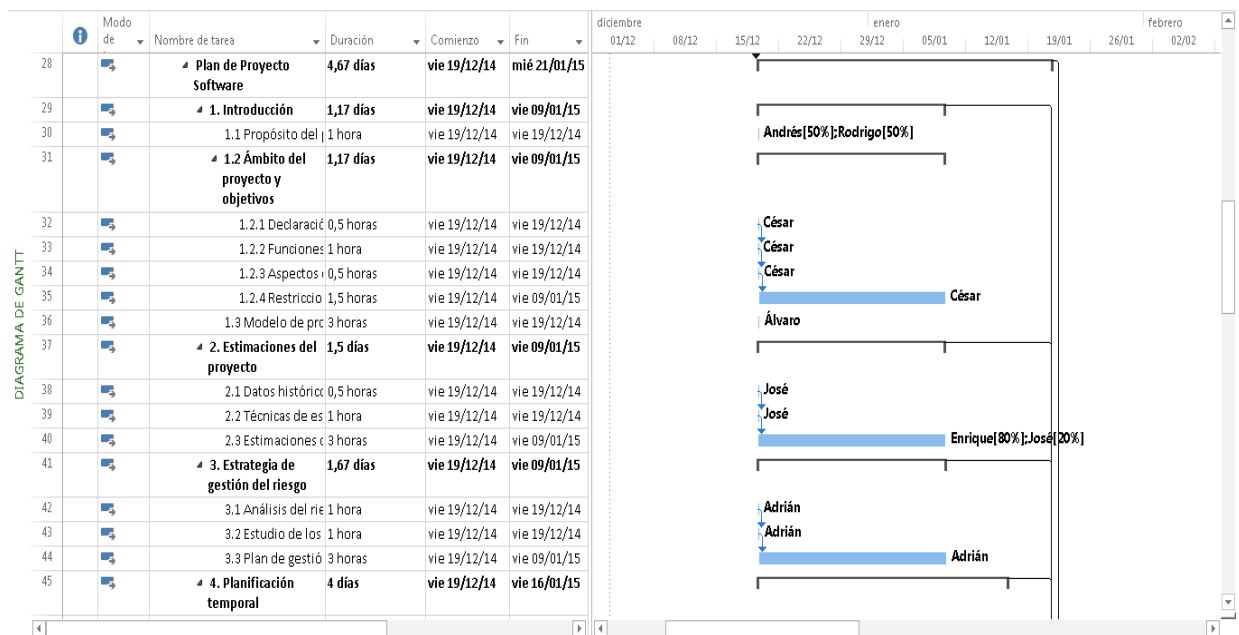 diciembre enero febrero
Modo de Nombre de tarea Duración Comienzo Fin 01/12 08/12 15/12 22/12 29/12 05/01 12/01 19/01 26/01 02/02
28 Plan de Proyecto Software 4,67 días vie 19/12/14 mié 21/01/15
29 1. Introducción 1,17 días vie 19/12/14 vie 09/01/15
30 1.1 Propósito del 1 hora vie 19/12/14 vie 19/12/14 Andrés[50%];Rodrigo[50%]
31 1.2 Ámbito del proyecto y objetivos 1,17 días vie 19/12/14 vie 09/01/15
32 1.2.1 Declaració 0,5 horas vie 19/12/14 vie 19/12/14 César
33 1.2.2 Funciones 1 hora vie 19/12/14 vie 19/12/14 César
34 1.2.3 Aspectos 0,5 horas vie 19/12/14 vie 19/12/14 César
35 1.2.4 Restriccio 1,5 horas vie 19/12/14 vie 09/01/15 César
36 1.3 Modelo de prc 3 horas vie 19/12/14 vie 19/12/14 Álvaro
37 2. Estimaciones del proyecto 1,5 días vie 19/12/14 vie 09/01/15
38 2.1 Datos histórico 0,5 horas vie 19/12/14 vie 19/12/14 José
39 2.2 Técnicas de es 1 hora vie 19/12/14 vie 19/12/14 José
40 2.3 Estimaciones 3 horas vie 19/12/14 vie 09/01/15 Enrique[80%];José[20%]
41 3. Estrategia de gestión del riesgo 1,67 días vie 19/12/14 vie 09/01/15
42 3.1 Análisis del rie 1 hora vie 19/12/14 vie 19/12/14 Adrián
43 3.2 Estudio de los 1 hora vie 19/12/14 vie 19/12/14 Adrián
44 3.3 Plan de gestió 3 horas vie 19/12/14 vie 09/01/15 Adrián
45 4. Planificación temporal 4 días vie 19/12/14 vie 16/01/15
DIAGRAMA DE GANTT